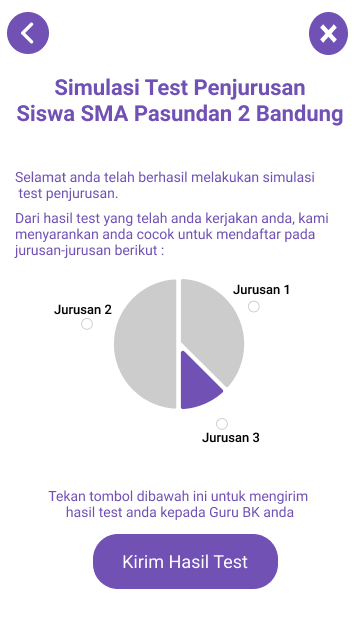 Simulasi Test Penjurusan
Siswa SMA Pasundan 2 Bandung
Selamat anda telah berhasil melakukan simulasi
test penjurusan.
Dari hasil test yang telah anda kerjakan anda, kami
menyarankan anda cocok untuk mendaftar pada
jurusan-jurusan berikut :
Jurusan 1
Jurusan 2
Jurusan 3
Tekan tombol dibawah ini untuk mengirim
hasil test anda kepada Guru BK anda
Kirim Hasil Test